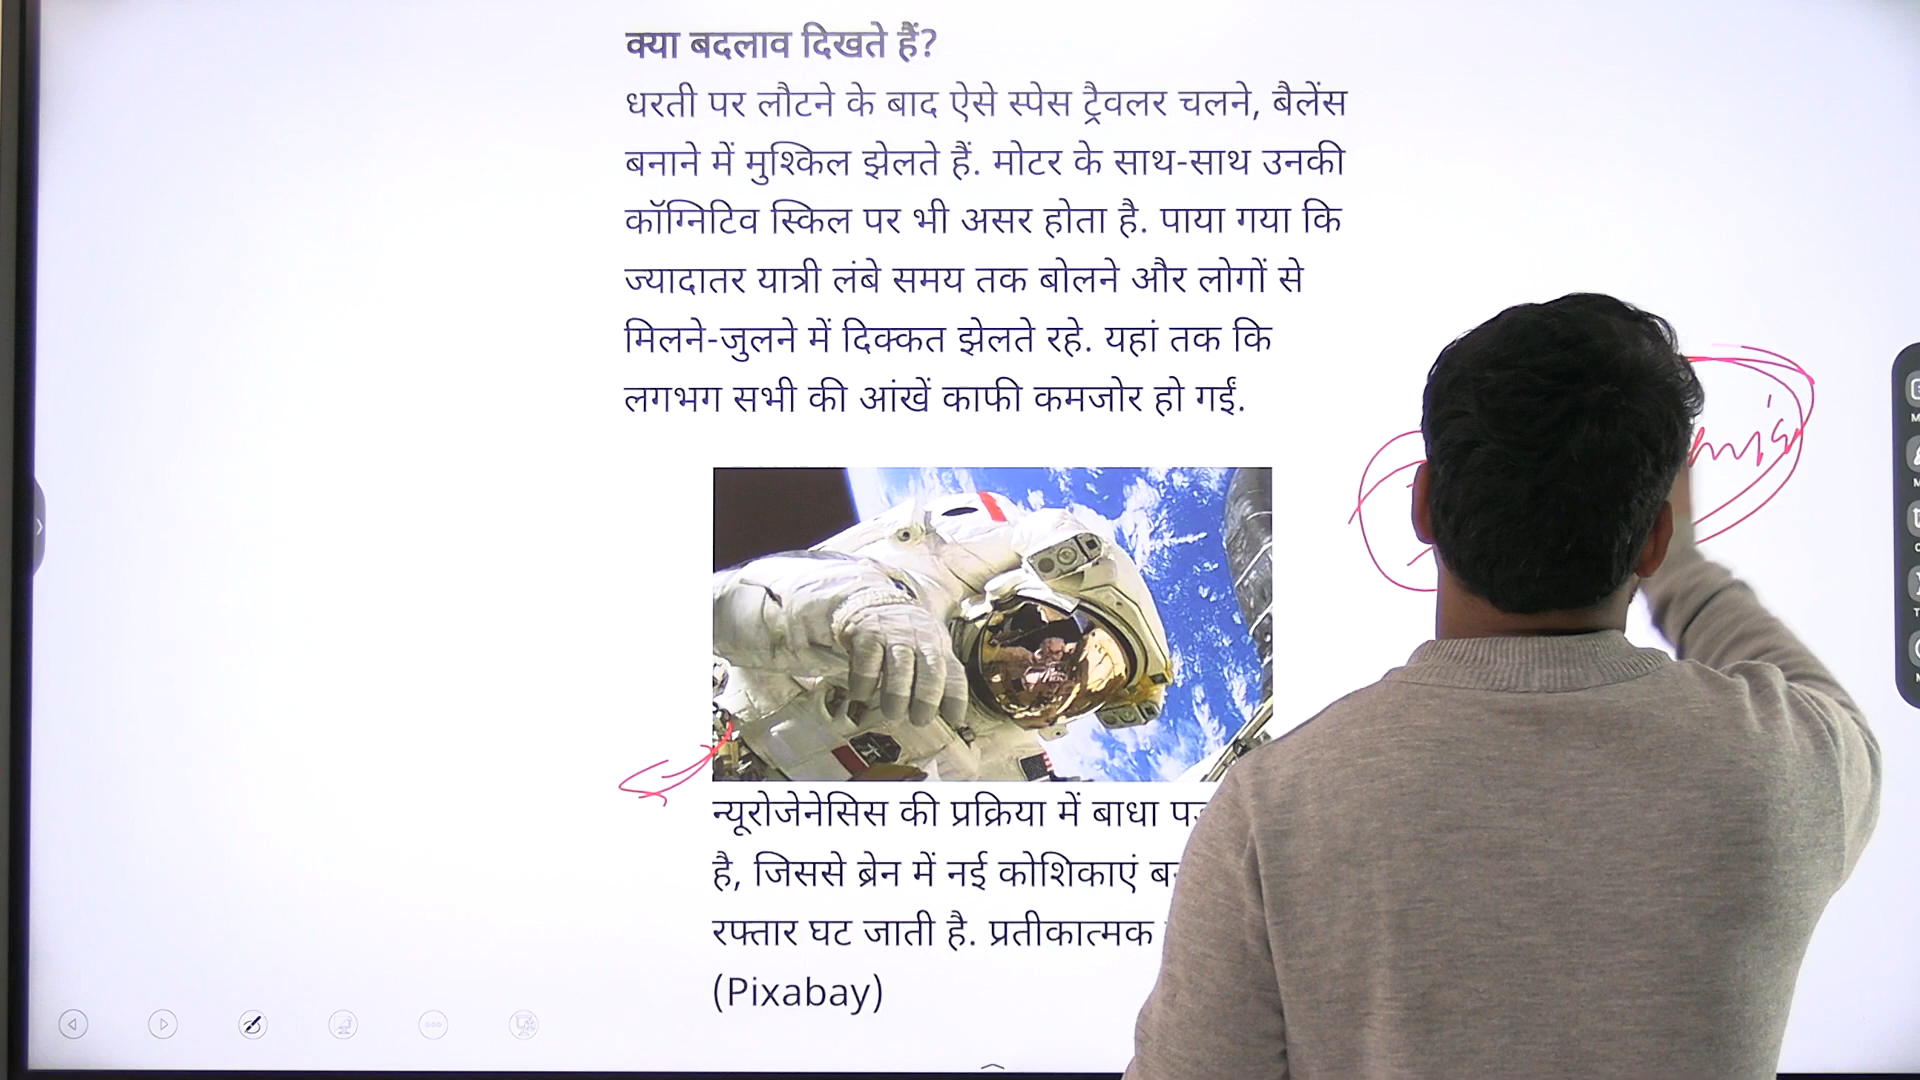 क्या बदलाव दिखते हैं?
धरती पर लौटने के बाद ऐसे स्पेस ट्रैवलर चलने, बैलेंस
बनाने में मुश्किल झेलते हैं. मोटर के साथ-साथ उनकी
कॉग्निटिव स्किल पर भी असर होता है. पाया गया कि
ज्यादातर यात्री लंबे समय तक बोलने और लोगों से
मिलने-जुलने में दिक्कत झेलते रहे. यहां तक कि
लगभग सभी की आंखें काफी कमजोर हो गईं.
न्यूरोजेनेसिस की प्रक्रिया में बाधा
है, जिससे ब्रेन में नई कोशिकाएं
रफ्तार घट जाती है. प्रतीकात्मक
(Pixabay)